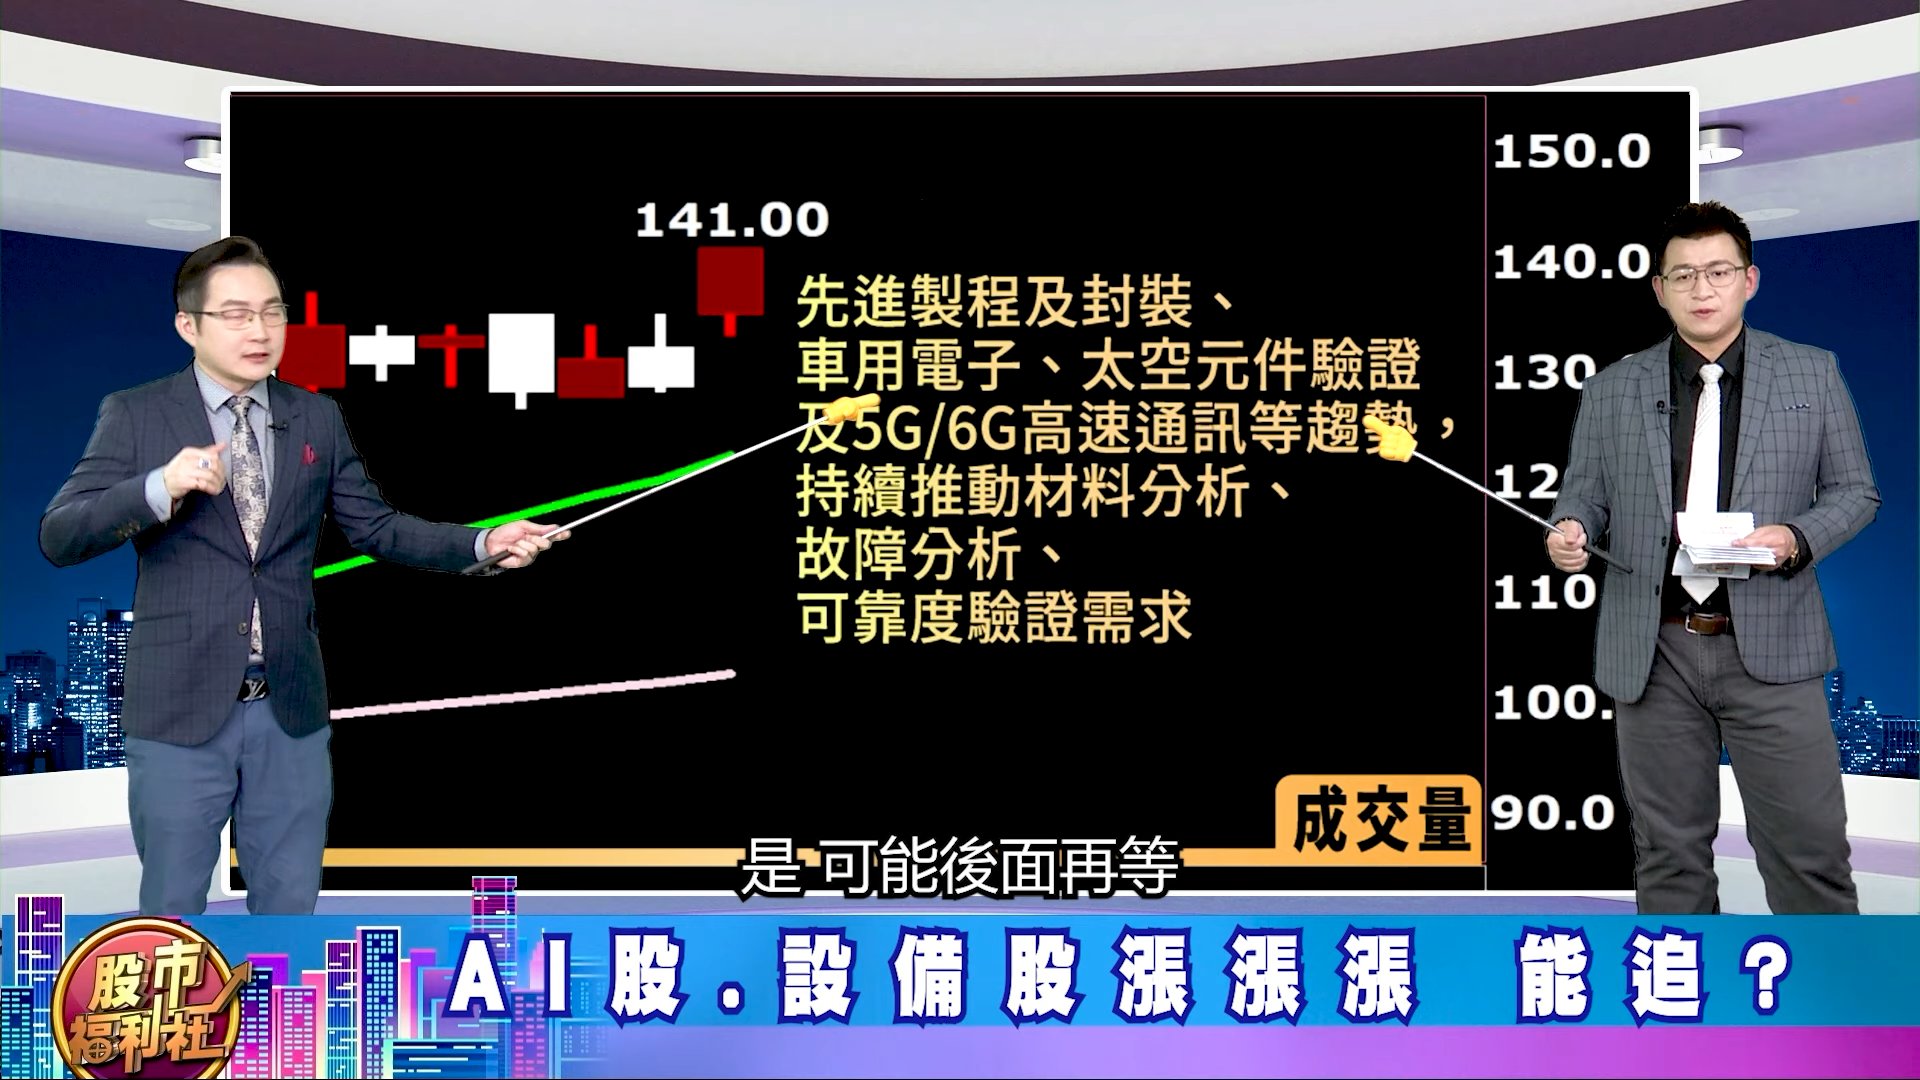 150.0
141.00
140.0
先進製程及封裝、
130.
車用電子、太空元件驗證
及5G/6G高速通訊等趨勢，
持續推動材料分析、
12
故障分析、
110
可靠度驗證需求
100.
成交量
90.0
是 可能後面再等
AI股.設備股漲漲漲 能追？
股市
福利社